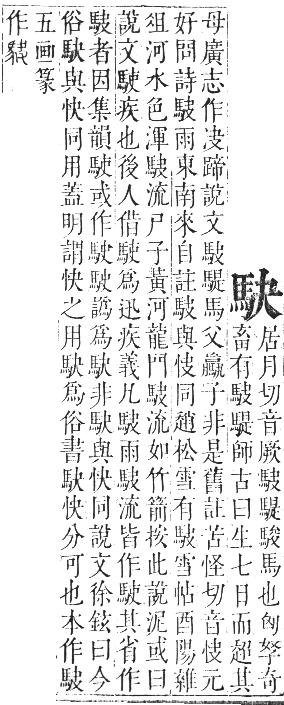 駃
居月切音厥駃騠駿馬也匈孥奇
畜有駃騠師古曰生七日而超其
母廣志作决蹄說文駃騠馬父驘子非是舊註苦怪切音快元
好問詩駃雨東南來自註駃與快同趙松雪有駃雪帖酉陽雜
俎河水色渾駃流尸子黃河龍門駃流如竹箭按此說泥或曰
說文駛疾也後人借駛爲迅疾義凡駃雨駃流皆作駛其省作
駃者因集韻駛或作駃駛譌爲駃非駃與快同說文徐鉉曰今
俗駃與快同用蓋明謂快之用駃爲俗書駃快分可也本作駃
五画篆
作